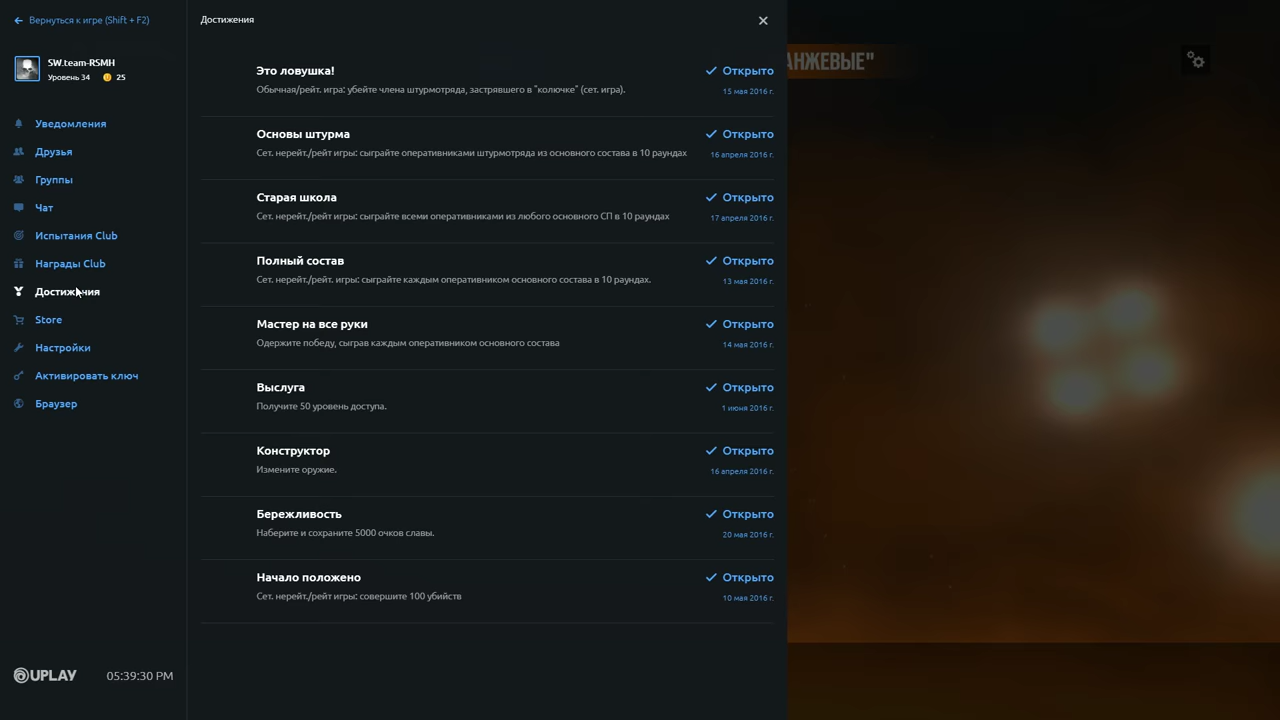 Вернуться к игре (Shift + F2)
SW.team-RSMH
Уровень 34 25
Уведомления
Друзья
Группы
Чат
Испытания Club
Награды Club
Достижения
Store
Настройки
Активировать ключ
Браузер
UPLAY 05:39:30 PM
Достижения
Это ловушка! Открыто
Обычная/рейт. игра: убейте члена штурмотряда, застрявшего в "колючке" (сет. игра). 15 мая 2016 г.
Основы штурма Открыто
Сет. нерейт./рейт игры: сыграйте оперативниками штурмотряда из основного состава в 10 раундах 16 апреля 2016 г.
Старая школа Открыто
Сет. нерейт./рейт игры: сыграйте всеми оперативниками из любого основного СП в 10 раундах 17 апреля 2016 г.
Полный состав Открыто
Сет. нерейт./рейт. игры: сыграйте каждым оперативником основного состава в 10 раундах. 13 мая 2016 г.
Мастер на все руки Открыто
Одержите победу, сыграв каждым оперативником основного состава 14 мая 2016 г.
Выслуга Открыто
Получите 50 уровень доступа. 1 июня 2016 г.
Конструктор Открыто
Измените оружие. 16 апреля 2016 г.
Бережливость Открыто
Наберите и сохраните 5000 очков славы. 20 мая 2016 г.
Начало положено Открыто
Сет. нерейт./рейт игры: совершите 100 убийств 10 мая 2016 г.
АНЖЕВЫЕ"